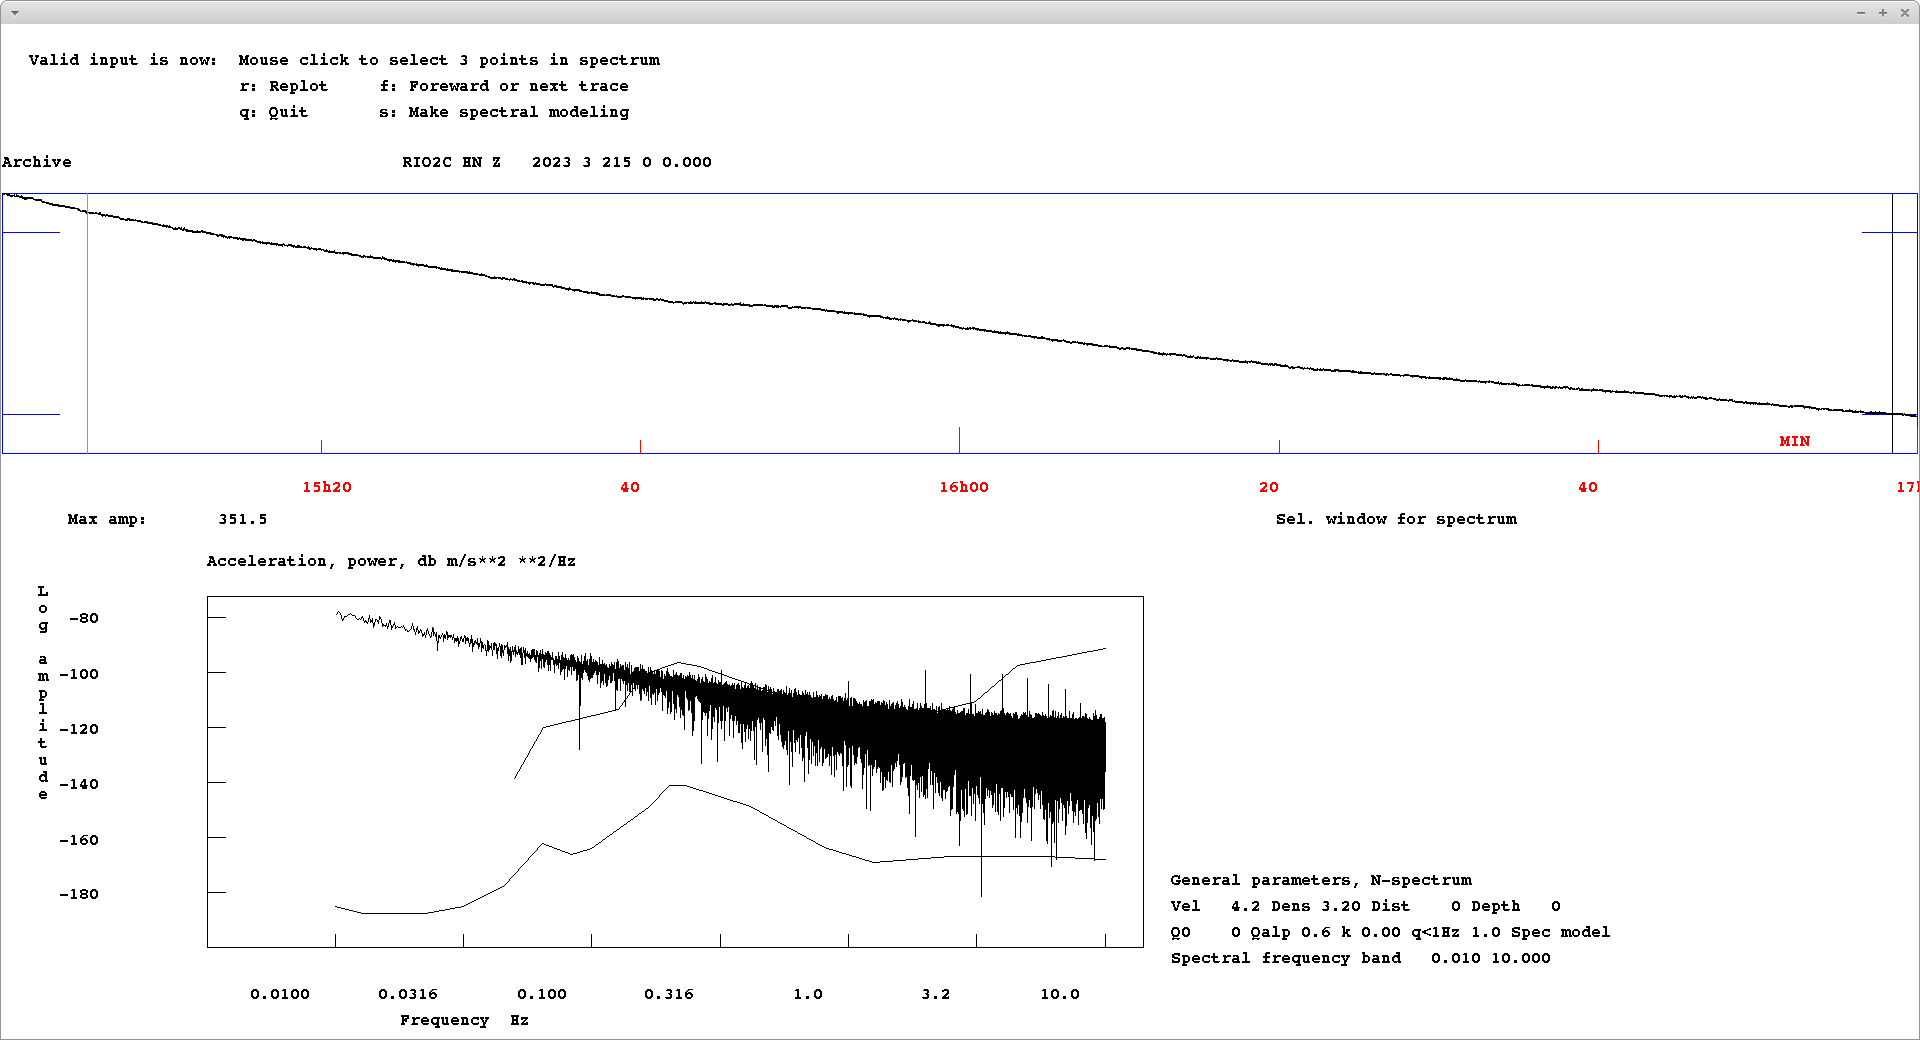 Valid input is now:  Mouse click to select 3 points in spectrum
r: Replot     f: Foreward or next trace
q: Quit       s: Make spectral modeling
Archive    RIO2C HN Z   2023 3 215 0 0.000
MIN
15h20    40    16h00    20    40    17
Max amp:    351.5    Sel. window for spectrum
Acceleration, power, db m/s**2 **2/Hz
Log amplitude
-80
-100
-120
-140
-160
-180
General parameters, N-spectrum
Vel   4.2 Dens 3.20 Dist    0 Depth   0
Q0    0 Qalp 0.6 k 0.00 q<1Hz 1.0 Spec model
Spectral frequency band   0.010 10.000
0.0100    0.0316    0.100    0.316    1.0    3.2    10.0
Frequency  Hz